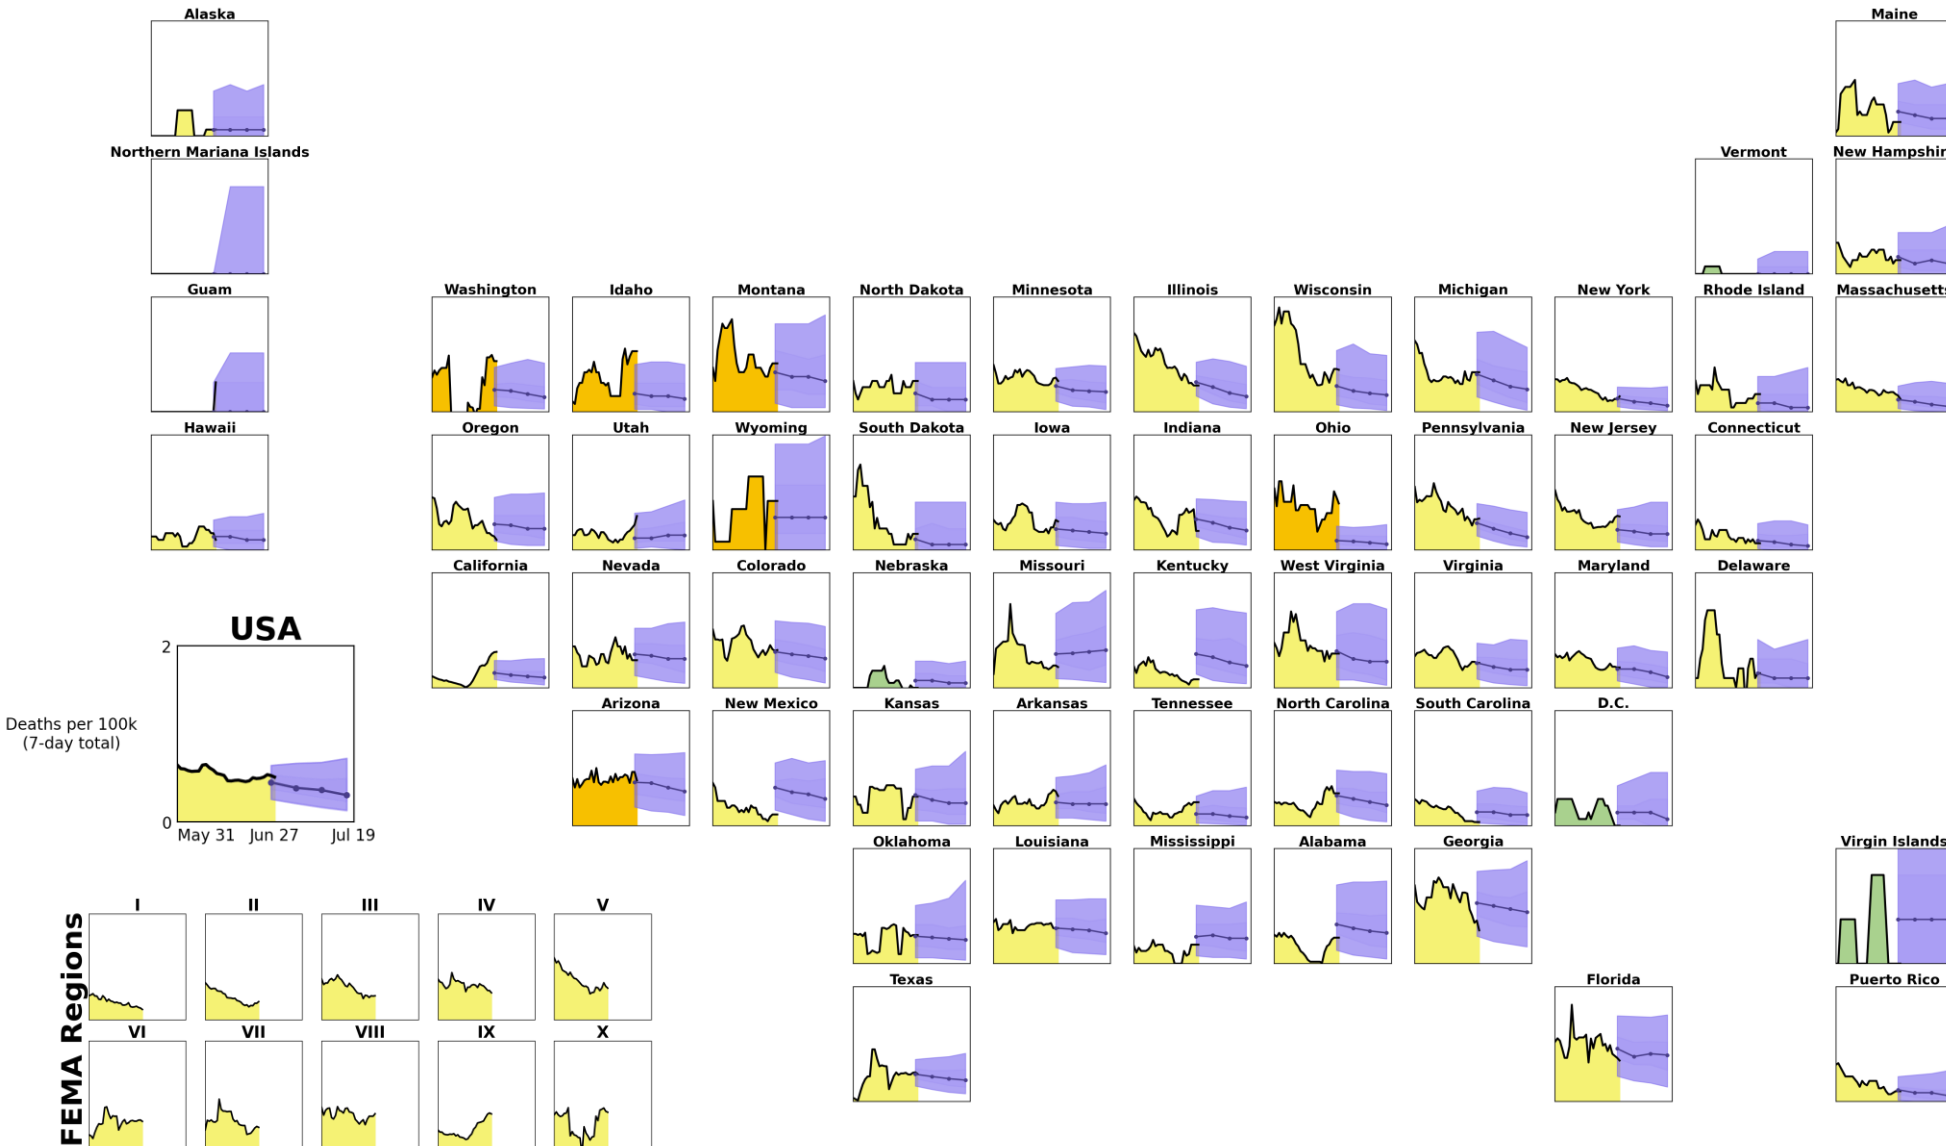 Alaska
Maine
Northern Mariana Islands
Vermont
New Hampshir
Guam
Washington
Idaho
Montana
North Dakota
Minnesota
Illinois
Wisconsin
Michigan
New York
Rhode Island
Massachusetts
Hawaii
Oregon
Utah
Wyoming
South Dakota
Iowa
Indiana
Ohio
Pennsylvania
New Jersey
Connecticut
California
Nevada
Colorado
Nebraska
Missouri
Kentucky
West Virginia
Virginia
Maryland
Delaware
USA
2
Deaths per 100k
(7-day total)
0
May 31 Jun 27 Jul 19
Arizona
New Mexico
Kansas
Arkansas
Tennessee
North Carolina
South Carolina
D.C.
Oklahoma
Louisiana
Mississippi
Alabama
Georgia
Virgin Islands
Texas
Florida
Puerto Rico
FEMA Regions
I
II
III
IV
V
VI
VII
VIII
IX
X